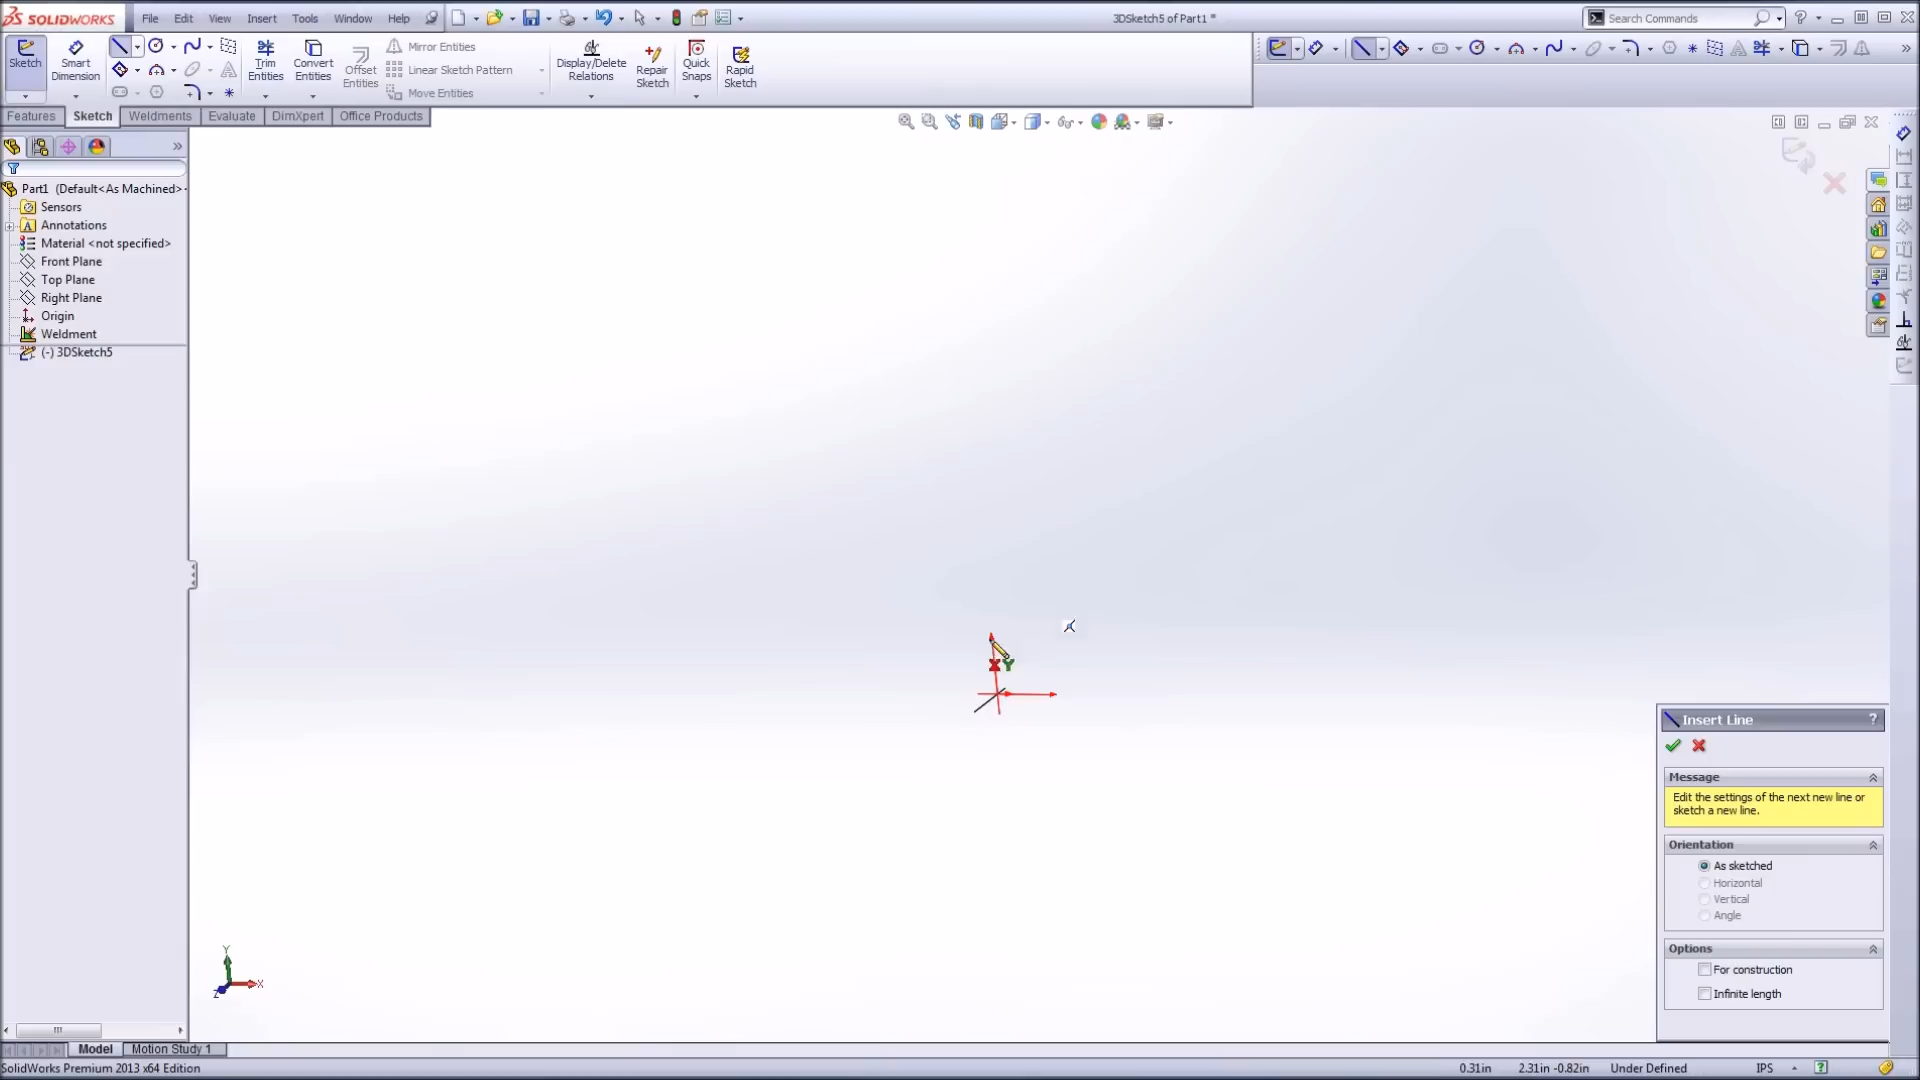 SOLIDWORKS File Edit View Insert Tools Window Help 3DSketch5 of Part1 * Search Commands
Sketch Smart Dimension Trim Entities Convert Entities Offset Entities Mirror Entities Linear Sketch Pattern Move Entities Display/Delete Relations Repair Sketch Quick Snaps Rapid Sketch
Features Sketch Weldments Evaluate DimXpert Office Products
Part1 (Default<As Machined>
Sensors
Annotations
Material <not specified>
Front Plane
Top Plane
Right Plane
Origin
Weldment
(-) 3DSketch5
X Y
Insert Line ?
Message
Edit the settings of the next new line or
sketch a new line.
Orientation
As sketched
Horizontal
Vertical
Angle
Options
For construction
Infinite length
Y
X
Z
Model Motion Study 1
SolidWorks Premium 2013 x64 Edition 0.31in 2.31in -0.82in Under Defined IPS